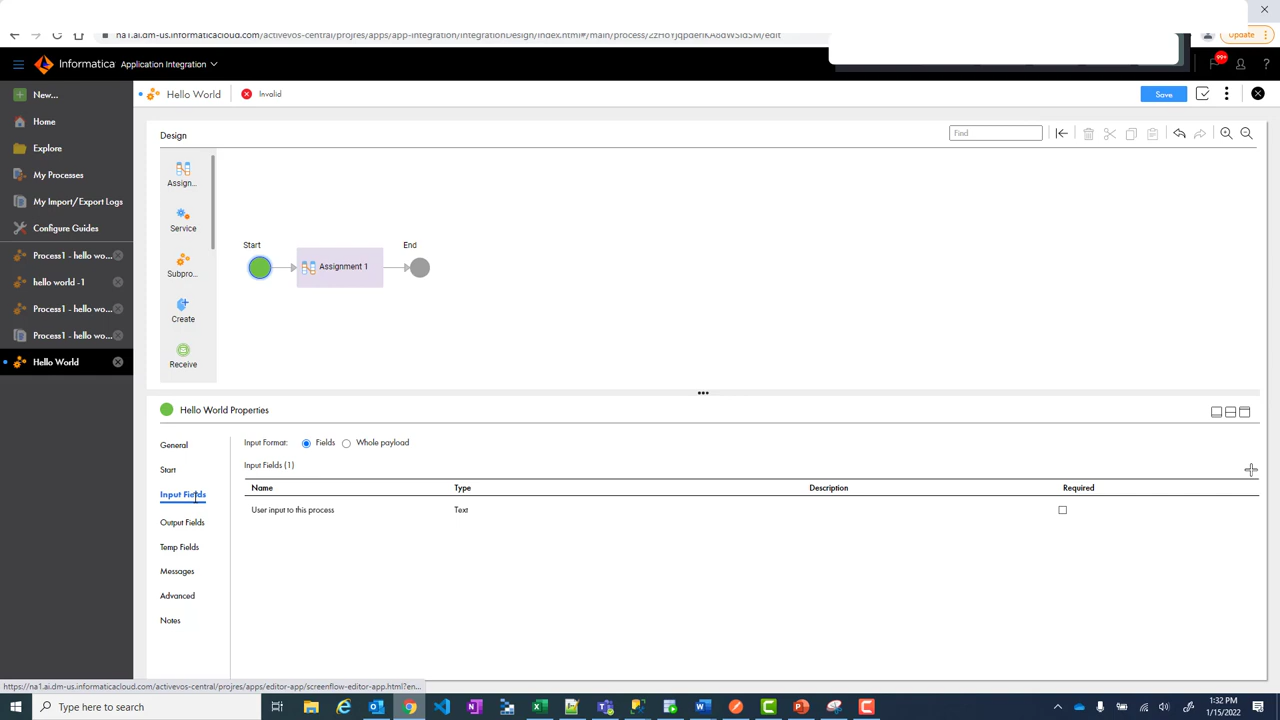 na1.ai.dm-us.informaticacloud.com/activevos-central/projres/apps/app-integration/IntegrationDesign/index.html#/main/process/
Update
Informatica Application Integration
99+
?
New...
Home
Explore
My Processes
My Import/Export Logs
Configure Guides
Process1 - hello wo...
hello world -1
Process1 - hello wo...
Process1 - hello wo...
Hello World
Hello World
Invalid
Save
Design
Find
Assign...
Service
Subpro...
Create
Receive
Start
Assignment 1
End
Hello World Properties
General
Start
Input Fields
Output Fields
Temp Fields
Messages
Advanced
Notes
Input Format: Fields Whole payload
Input Fields (1)
Name Type Description Required
User input to this process Text
https://na1.ai.dm-us.informaticacloud.com/activevos-central/projres/apps/editor-app/screenflow-editor-app.html?en...
Type here to search
1:32 PM
1/15/2022